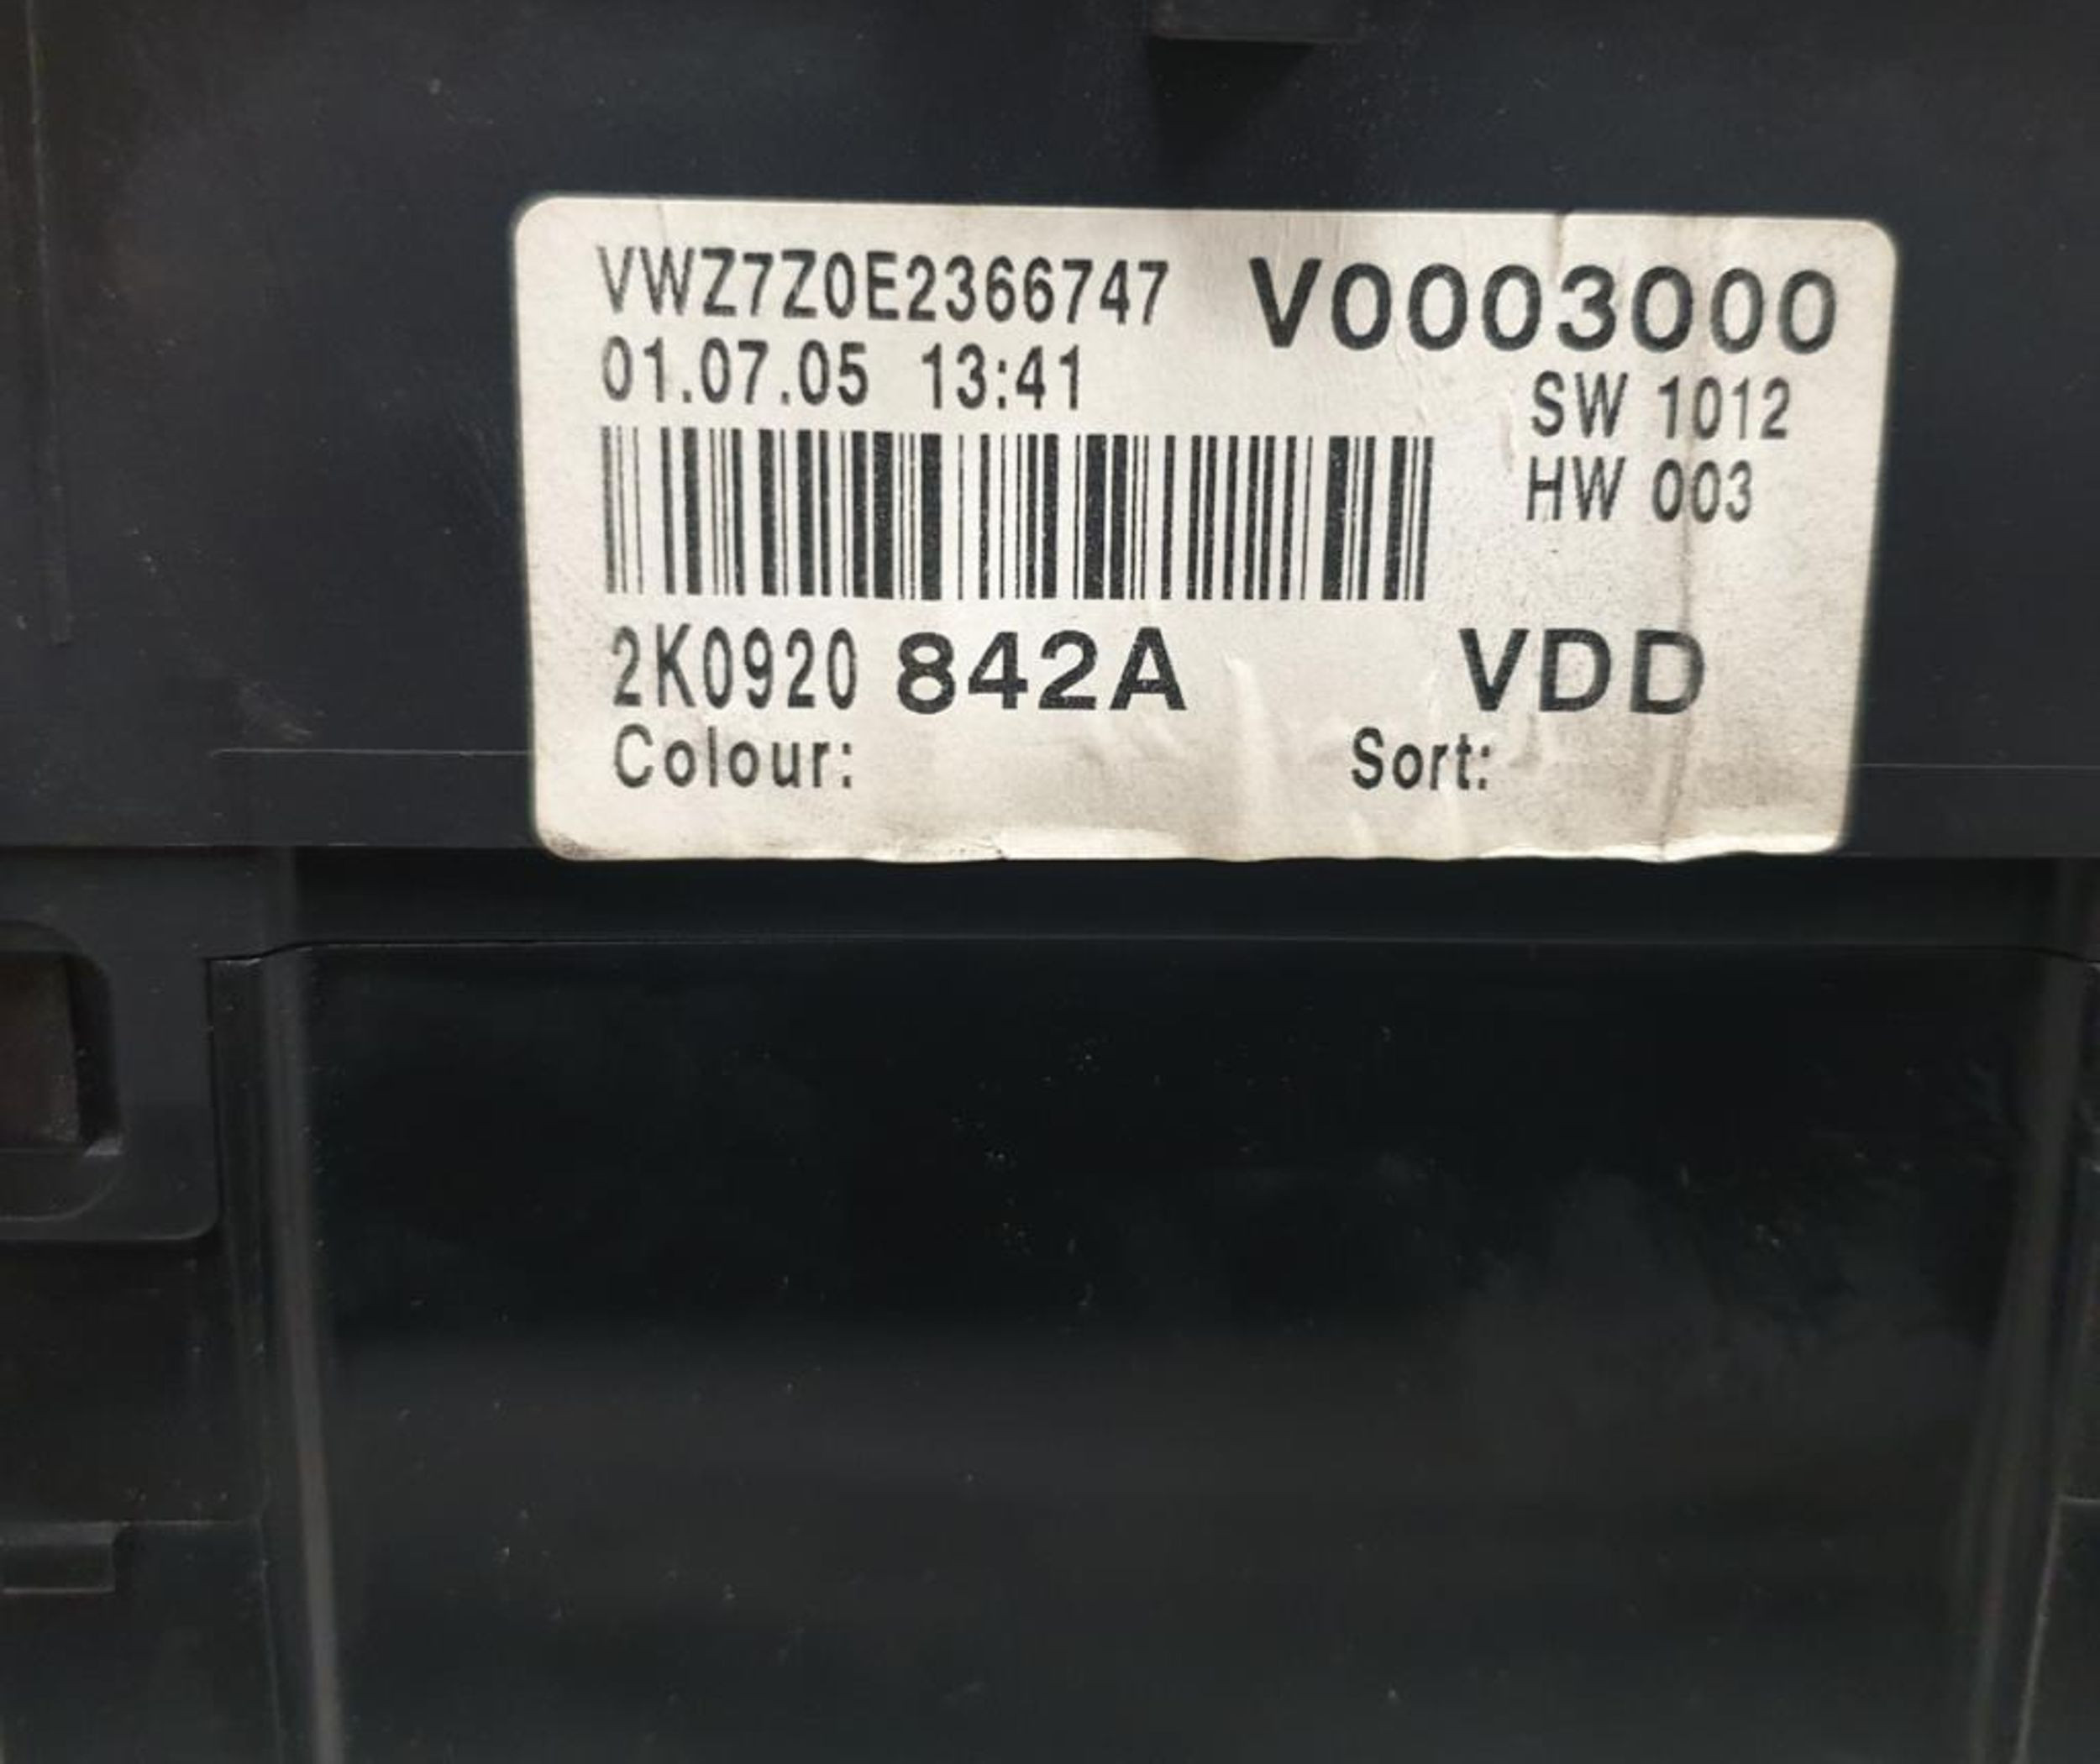 VWZ7Z0E2366747 V0003000
01.07.05 13:41
SW 1012
HW 003
2K0920 842A VDD
Colour: Sort: